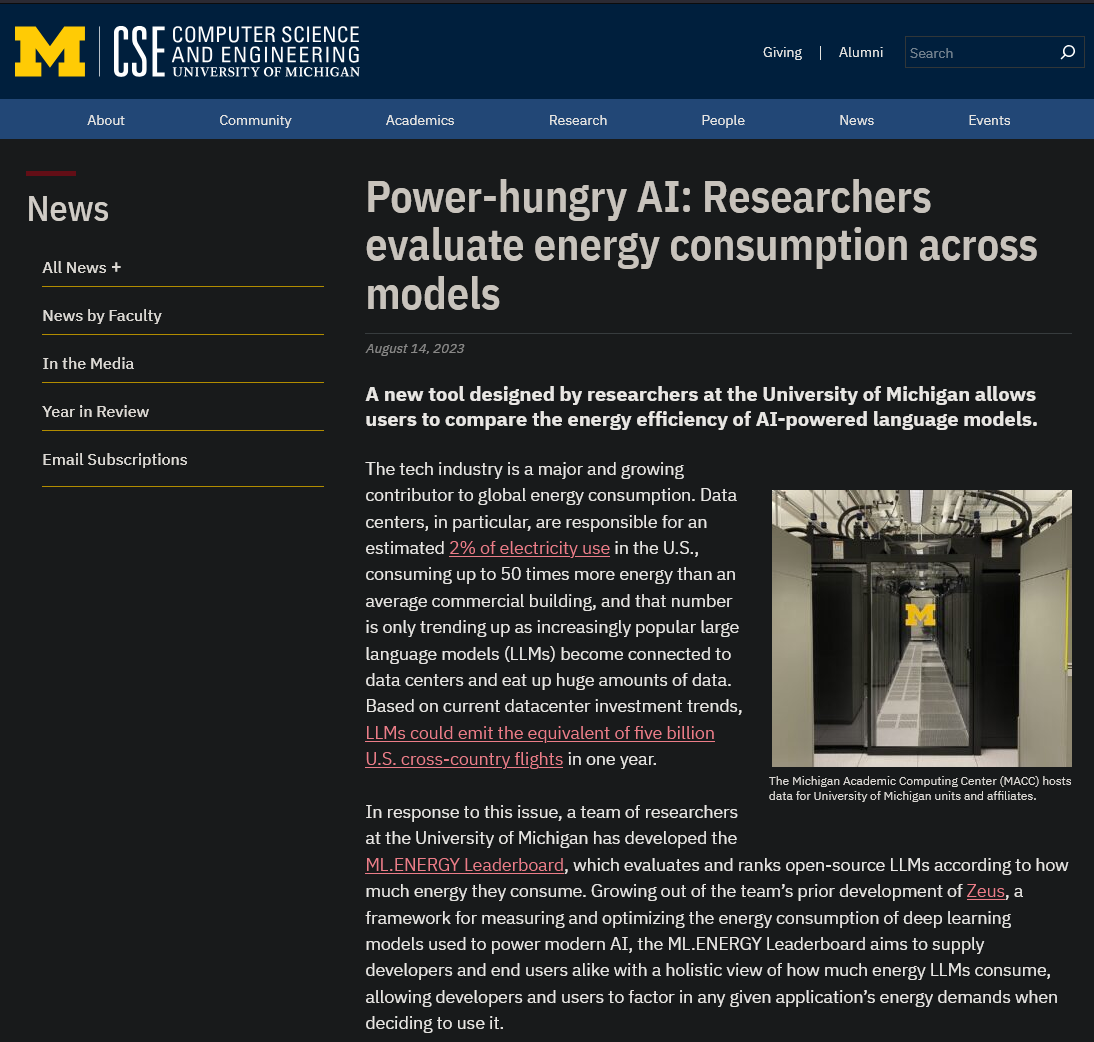 M
CSE
COMPUTER SCIENCE
AND ENGINEERING
UNIVERSITY OF MICHIGAN
Giving | Alumni
Search
About
Community
Academics
Research
People
News
Events
News
All News +
News by Faculty
In the Media
Year in Review
Email Subscriptions
Power-hungry AI: Researchers
evaluate energy consumption across
models
August 14, 2023
A new tool designed by researchers at the University of Michigan allows
users to compare the energy efficiency of AI-powered language models.
The tech industry is a major and growing
contributor to global energy consumption. Data
centers, in particular, are responsible for an
estimated 2% of electricity use in the U.S.,
consuming up to 50 times more energy than an
average commercial building, and that number
is only trending up as increasingly popular large
language models (LLMs) become connected to
data centers and eat up huge amounts of data.
Based on current datacenter investment trends,
LLMs could emit the equivalent of five billion
U.S. cross-country flights in one year.
M
The Michigan Academic Computing Center (MACC) hosts
data for University of Michigan units and affiliates.
In response to this issue, a team of researchers
at the University of Michigan has developed the
ML.ENERGY Leaderboard, which evaluates and ranks open-source LLMs according to how
much energy they consume. Growing out of the team’s prior development of Zeus, a
framework for measuring and optimizing the energy consumption of deep learning
models used to power modern AI, the ML.ENERGY Leaderboard aims to supply
developers and end users alike with a holistic view of how much energy LLMs consume,
allowing developers and users to factor in any given application’s energy demands when
deciding to use it.